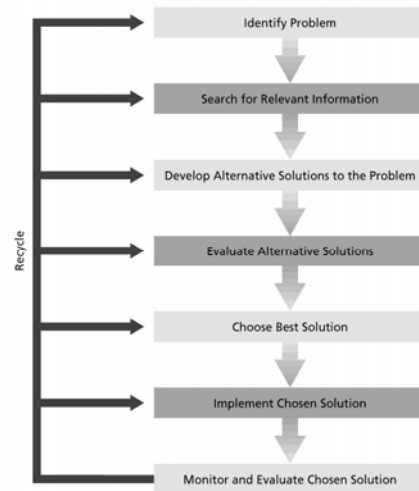 Identify Problem
Search for Relevant Information
Develop Alternative Solutions to the Problem
Evaluate Alternative Solutions
Choose Best Solution
Implement Chosen Solution
Monitor and Evaluate Chosen Solution
Recycle